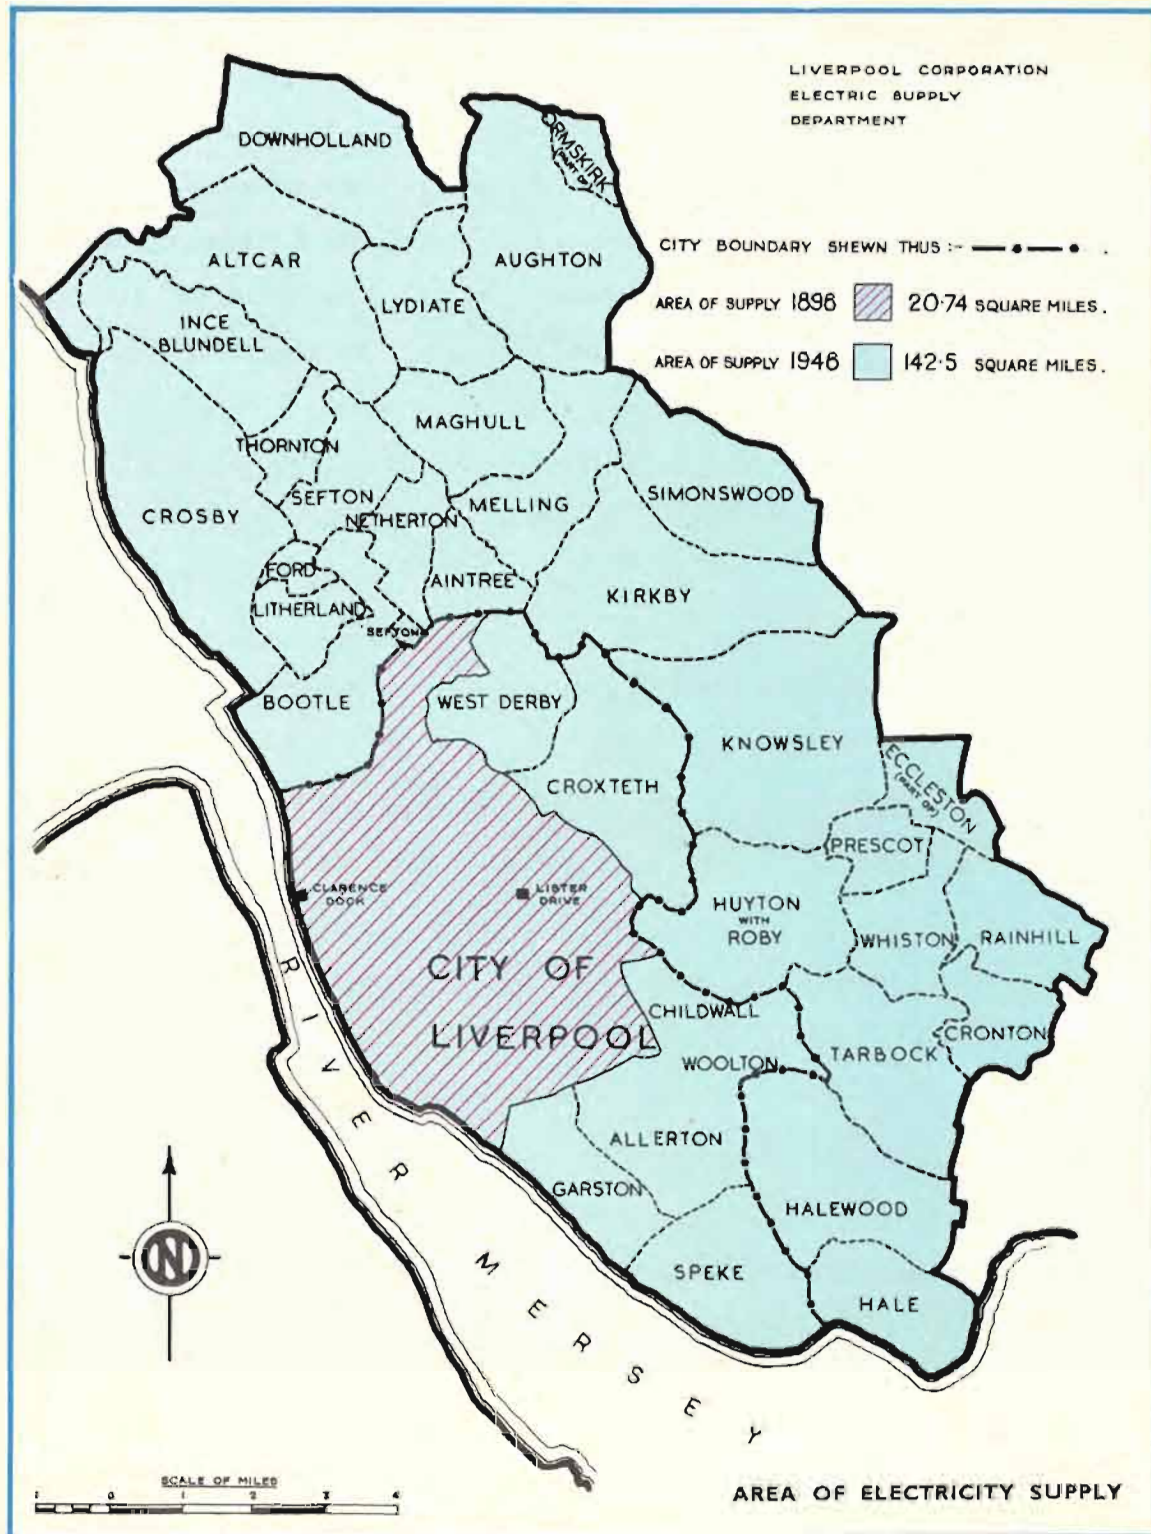 LIVERPOOL CORPORATION
ELECTRIC SUPPLY
DEPARTMENT
CITY BOUNDARY SHEWN THUS :-
AREA OF SUPPLY 1896 20·74 SQUARE MILES.
AREA OF SUPPLY 1946 142·5 SQUARE MILES.
DOWNHOLLAND
ORMSKIRK
(PART OF)
ALTCAR
AUGHTON
LYDIATE
INCE
BLUNDELL
MAGHULL
THORNTON
SEFTON
SIMONSWOOD
CROSBY
NETHERTON
MELLING
FORD
AINTREE
KIRKBY
LITHERLAND
SEFTON
BOOTLE
WEST DERBY
KNOWSLEY
ECCLESTON
(PART OF)
CROXTETH
PRESCOT
CLARENCE
DOCK
LISTER
DRIVE
HUYTON
WITH
ROBY
WHISTON
RAINHILL
CITY OF
LIVERPOOL
CHILDWALL
CRONTON
TARBOCK
WOOLTON
ALLERTON
GARSTON
HALEWOOD
SPEKE
HALE
RIVER MERSEY
N
SCALE OF MILES
1 0 1 2 3 4
AREA OF ELECTRICITY SUPPLY